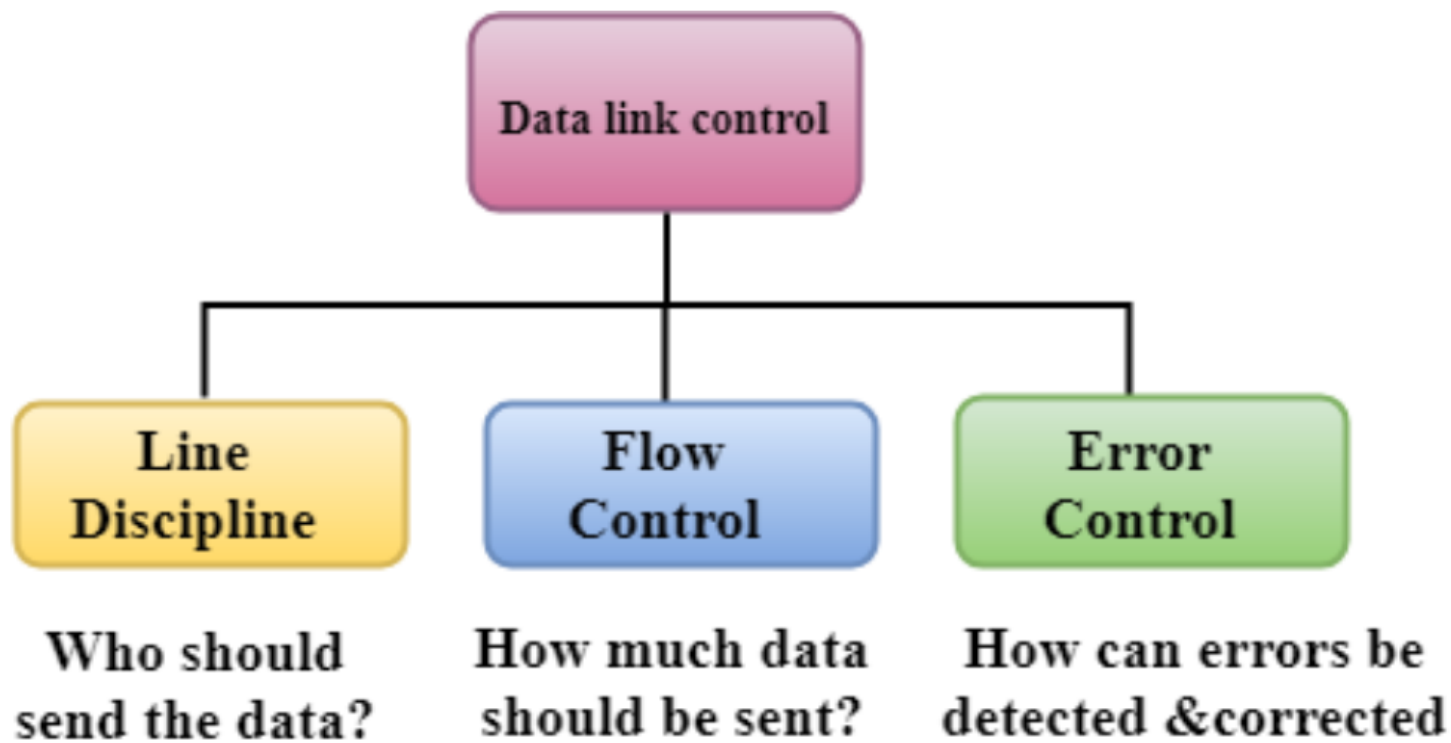 Data link control
Line
Discipline
Flow
Control
Error
Control
Who should
send the data?
How much data
should be sent?
How can errors be
detected &corrected